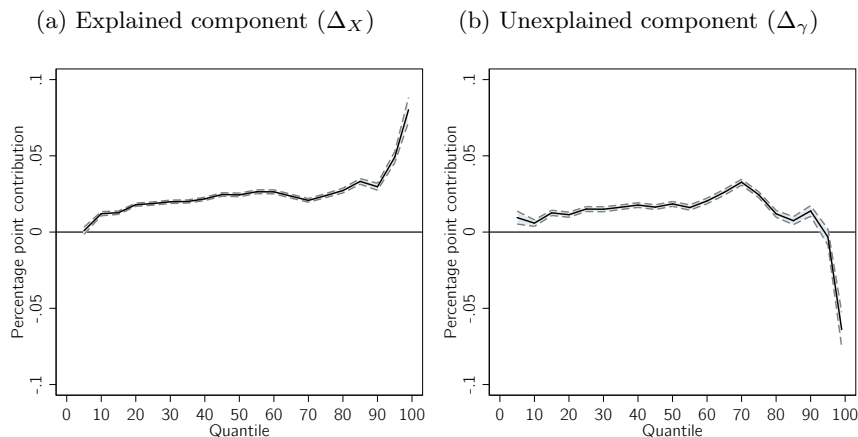 (a) Explained component (Δ_X)
Percentage point contribution
.1
.05
0
-.05
-.1
0 10 20 30 40 50 60 70 80 90 100
Quantile
(b) Unexplained component (Δ_γ)
Percentage point contribution
.1
.05
0
-.05
-.1
0 10 20 30 40 50 60 70 80 90 100
Quantile